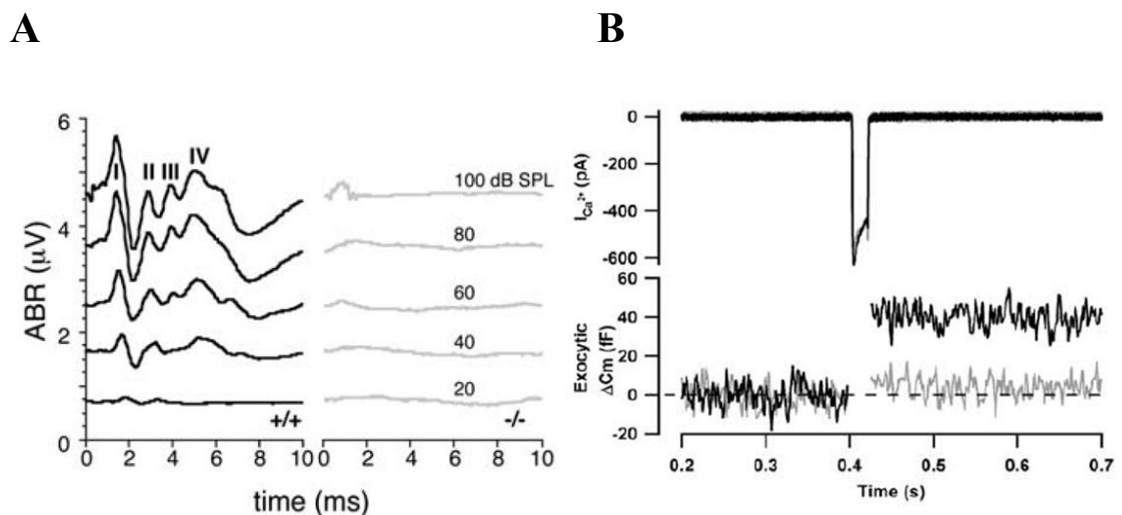 A
B
6
4
2
0
ABR (μV)
I II III IV
100 dB SPL
80
60
40
20
+/+
-/-
0 2 4 6 8 10
0 2 4 6 8 10
time (ms)
0
-200
-400
-600
I Ca²⁺ (pA)
60
40
20
0
-20
Exocytic
ΔCm (fF)
0.2 0.3 0.4 0.5 0.6 0.7
Time (s)